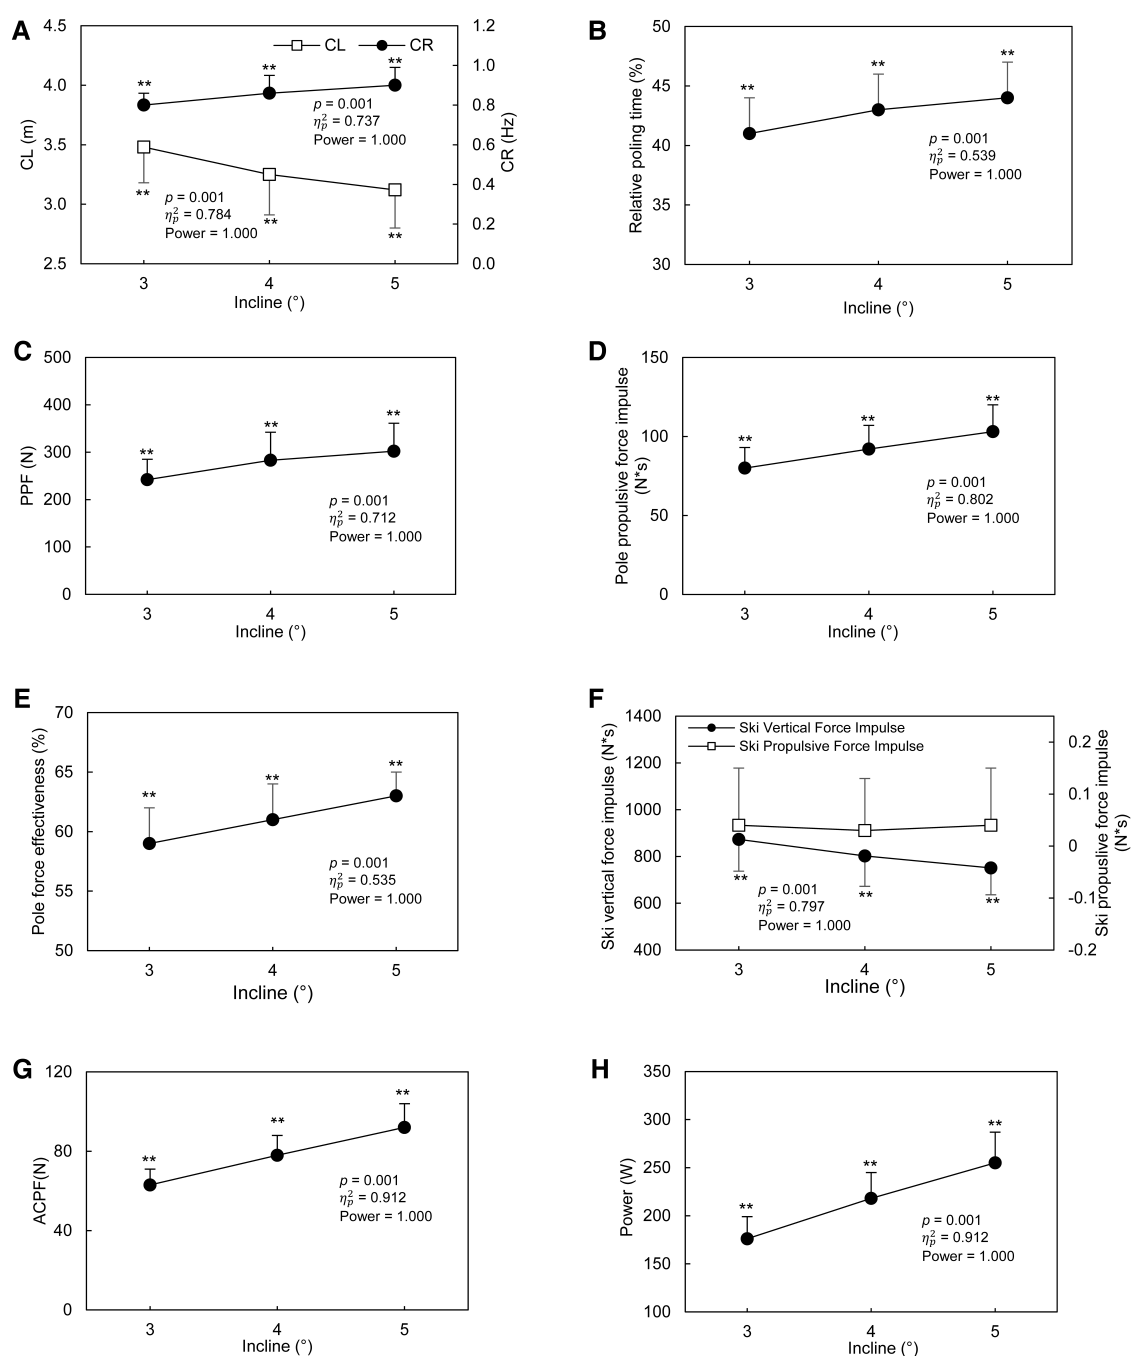 A
4.5
4.0
3.5
3.0
2.5
CL (m)
CL
CR
1.2
1.0
0.8
0.6
0.4
0.2
0.0
CR (Hz)
**
**
**
p = 0.001
η²p = 0.737
Power = 1.000
**
**
**
p = 0.001
η²p = 0.784
Power = 1.000
3
4
5
Incline (°)
B
50
45
40
35
30
Relative poling time (%)
**
**
**
p = 0.001
η²p = 0.539
Power = 1.000
3
4
5
Incline (°)
C
500
400
300
200
100
0
PPF (N)
**
**
**
p = 0.001
η²p = 0.712
Power = 1.000
3
4
5
Incline (°)
D
150
100
50
0
Pole propulsive force impulse
(N*s)
**
**
**
p = 0.001
η²p = 0.802
Power = 1.000
3
4
5
Incline (°)
E
70
65
60
55
50
Pole force effectiveness (%)
**
**
**
p = 0.001
η²p = 0.535
Power = 1.000
3
4
5
Incline (°)
F
1400
1200
1000
800
600
400
Ski vertical force impulse (N*s)
Ski Vertical Force Impulse
Ski Propulsive Force Impulse
0.2
0.1
0
-0.1
-0.2
Ski propuslive force impulse
(N*s)
**
**
**
p = 0.001
η²p = 0.797
Power = 1.000
3
4
5
Incline (°)
G
120
80
40
0
ACPF(N)
**
**
**
p = 0.001
η²p = 0.912
Power = 1.000
3
4
5
Incline (°)
H
350
300
250
200
150
100
Power (W)
**
**
**
p = 0.001
η²p = 0.912
Power = 1.000
3
4
5
Incline (°)